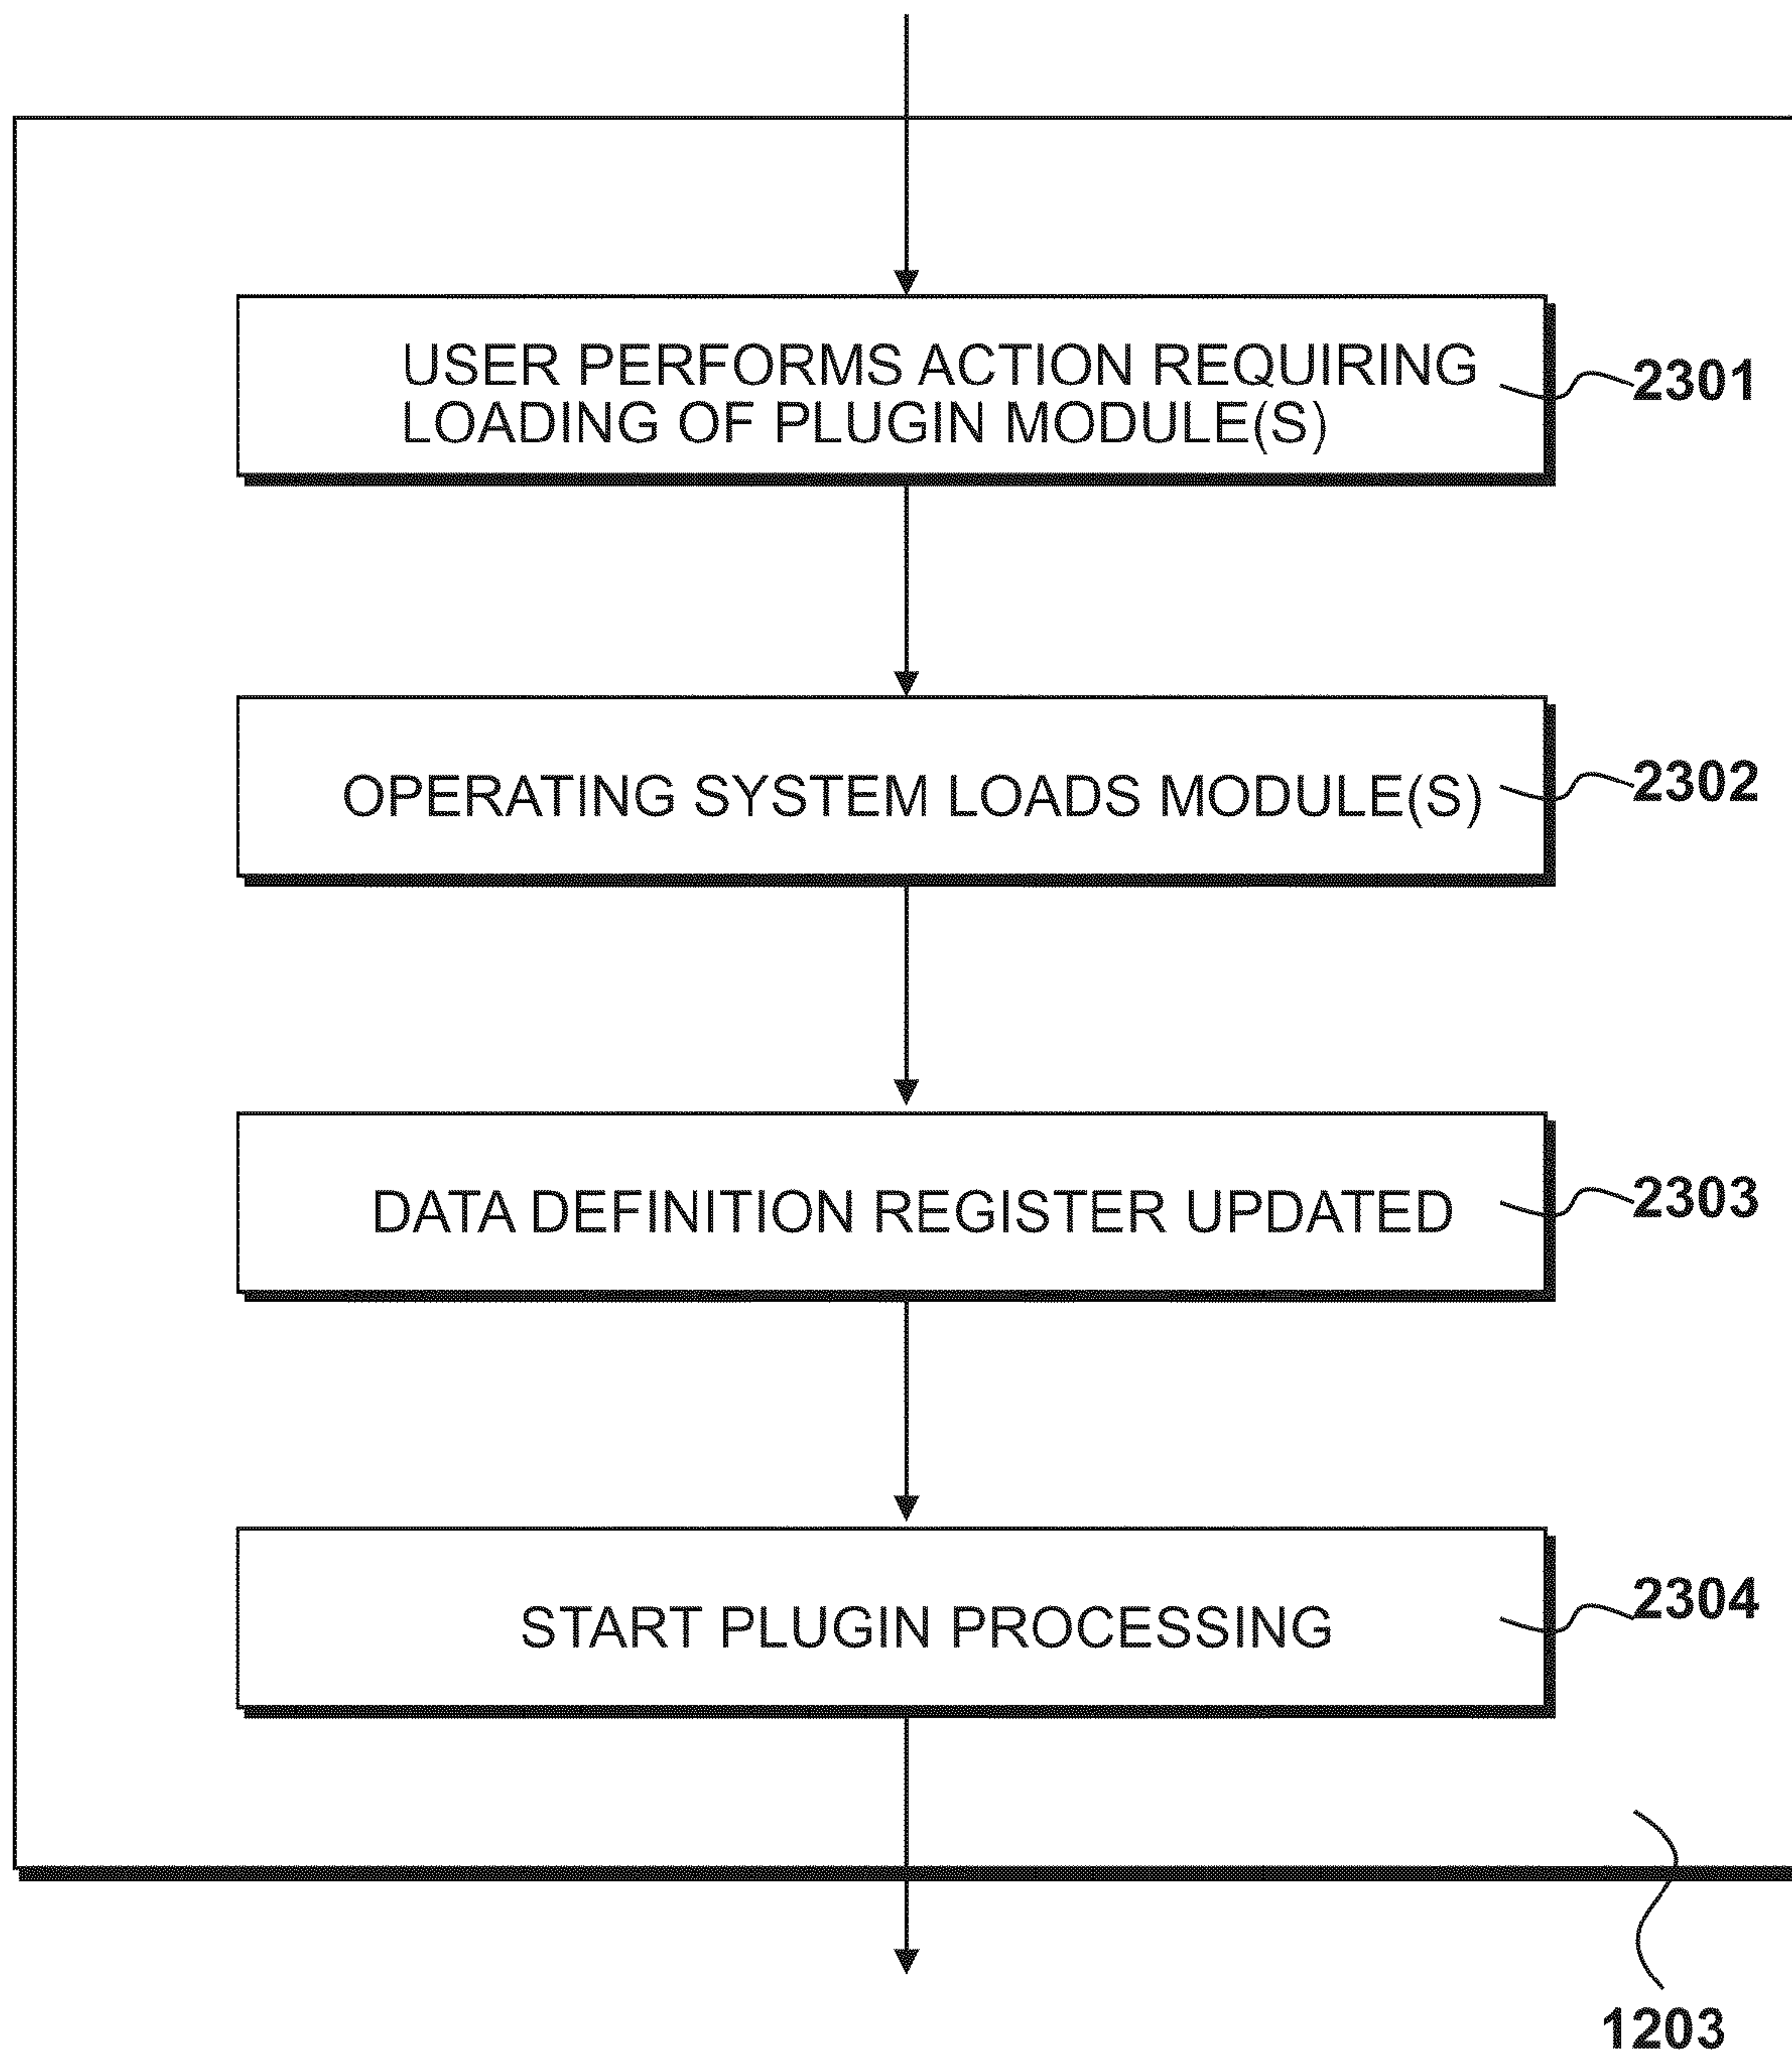 USER PERFORMS ACTION REQUIRING
LOADING OF PLUGIN MODULE(S)
2301
OPERATING SYSTEM LOADS MODULE(S)
2302
DATA DEFINITION REGISTER UPDATED
2303
START PLUGIN PROCESSING
2304
1203